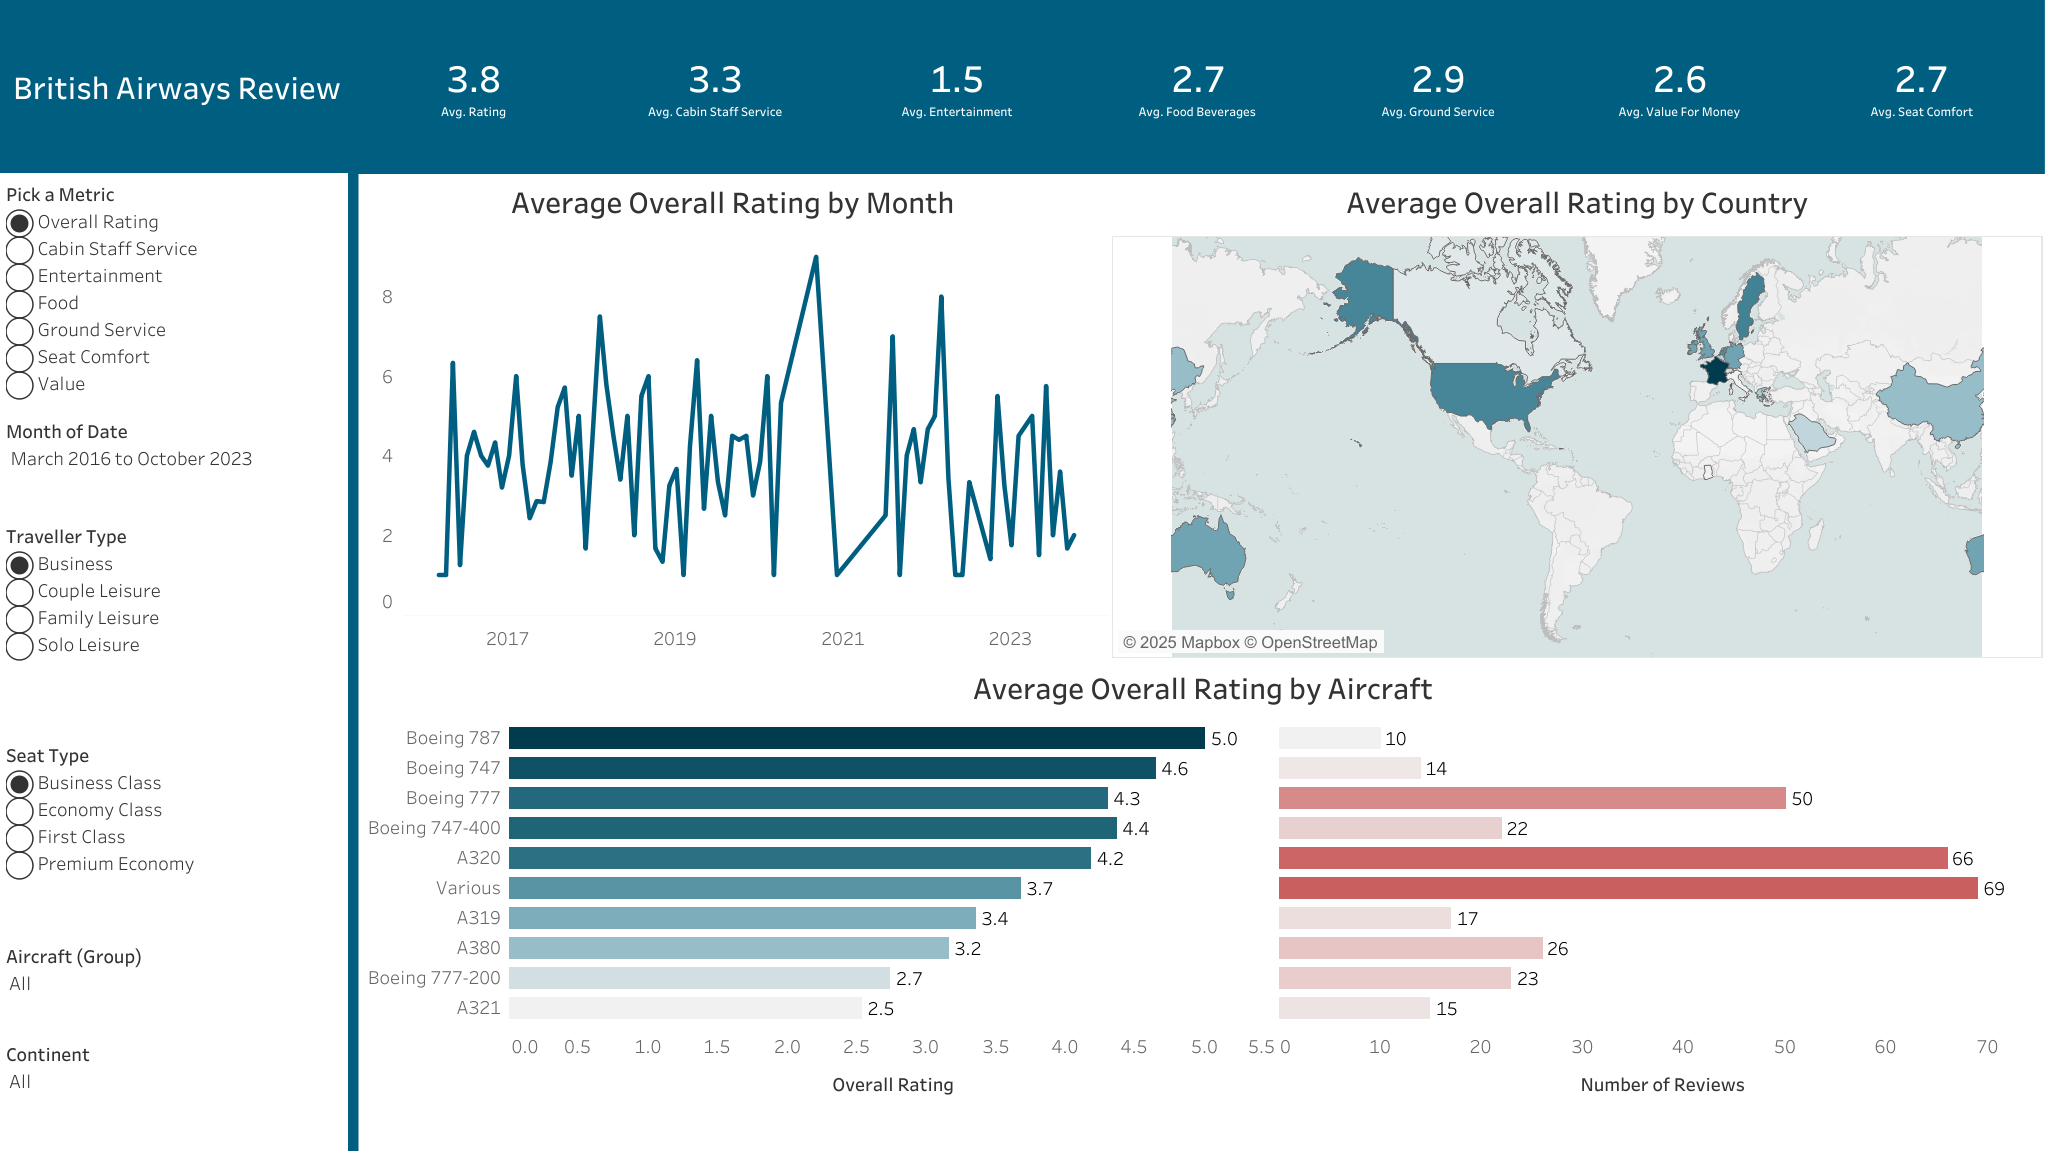 British Airways Review
3.8
Avg. Rating
3.3
Avg. Cabin Staff Service
1.5
Avg. Entertainment
2.7
Avg. Food Beverages
2.9
Avg. Ground Service
2.6
Avg. Value For Money
2.7
Avg. Seat Comfort
Pick a Metric
Overall Rating
Cabin Staff Service
Entertainment
Food
Ground Service
Seat Comfort
Value
Month of Date
March 2016 to October 2023
Traveller Type
Business
Couple Leisure
Family Leisure
Solo Leisure
Seat Type
Business Class
Economy Class
First Class
Premium Economy
Aircraft (Group)
All
Continent
All
Average Overall Rating by Month
8
6
4
2
0
2017 2019 2021 2023
Average Overall Rating by Country
© 2025 Mapbox © OpenStreetMap
Average Overall Rating by Aircraft
Boeing 787 5.0 10
Boeing 747 4.6 14
Boeing 777 4.3 50
Boeing 747-400 4.4 22
A320 4.2 66
Various 3.7 69
A319 3.4 17
A380 3.2 26
Boeing 777-200 2.7 23
A321 2.5 15
0.0 0.5 1.0 1.5 2.0 2.5 3.0 3.5 4.0 4.5 5.0 5.5 0 10 20 30 40 50 60 70
Overall Rating Number of Reviews